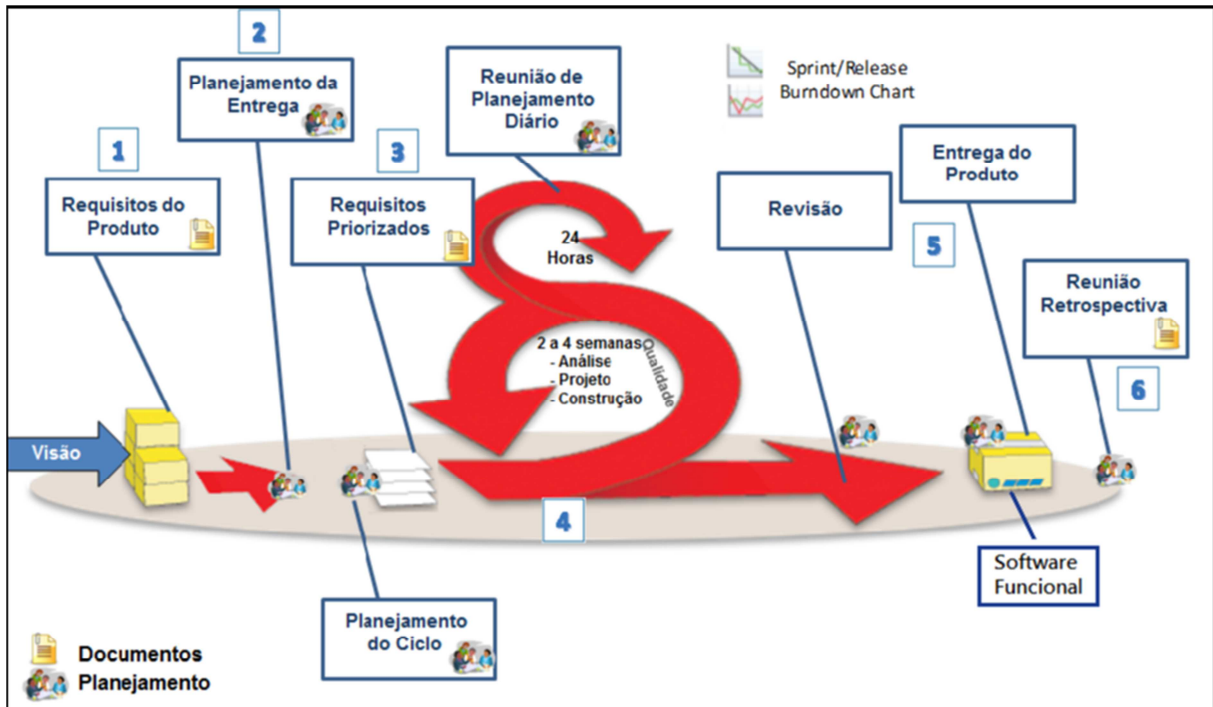 2
Planejamento da
Entrega
Reunião de
Planejamento
Diário
Sprint/Release
Burndown Chart
1
3
Requisitos do
Produto
Requisitos
Priorizados
Revisão
Entrega do
Produto
5
24
Horas
Reunião
Retrospectiva
2 a 4 semanas
- Análise
- Projeto
- Construção
Qualidade
6
Visão
4
Software
Funcional
Planejamento
do Ciclo
Documentos
Planejamento